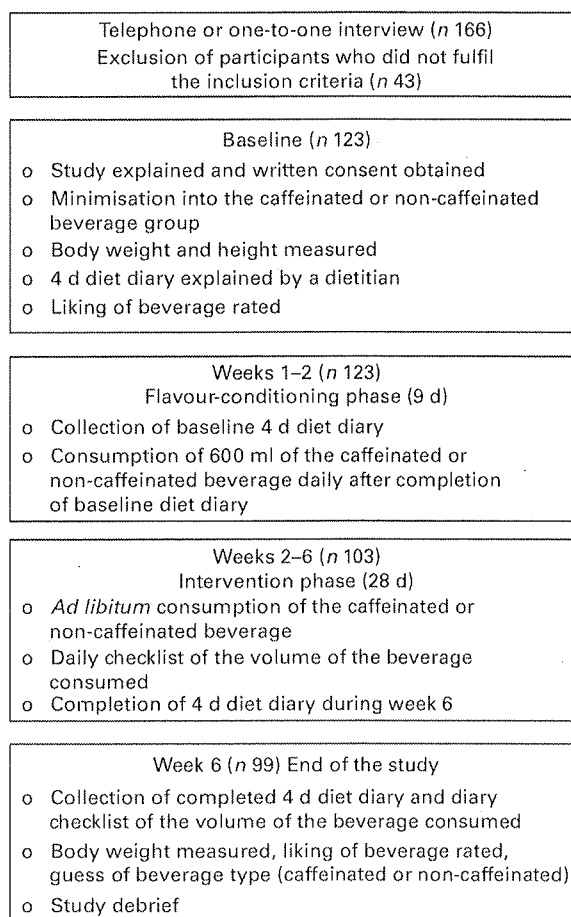 Telephone or one-to-one interview (n 166)
Exclusion of participants who did not fulfil
the inclusion criteria (n 43)
Baseline (n 123)
o Study explained and written consent obtained
o Minimisation into the caffeinated or non-caffeinated
beverage group
o Body weight and height measured
o 4 d diet diary explained by a dietitian
o Liking of beverage rated
Weeks 1–2 (n 123)
Flavour-conditioning phase (9 d)
o Collection of baseline 4 d diet diary
o Consumption of 600 ml of the caffeinated or
non-caffeinated beverage daily after completion
of baseline diet diary
Weeks 2–6 (n 103)
Intervention phase (28 d)
o Ad libitum consumption of the caffeinated or
non-caffeinated beverage
o Daily checklist of the volume of the beverage
consumed
o Completion of 4 d diet diary during week 6
Week 6 (n 99) End of the study
o Collection of completed 4 d diet diary and diary
checklist of the volume of the beverage consumed
o Body weight measured, liking of beverage rated,
guess of beverage type (caffeinated or non-caffeinated)
o Study debrief